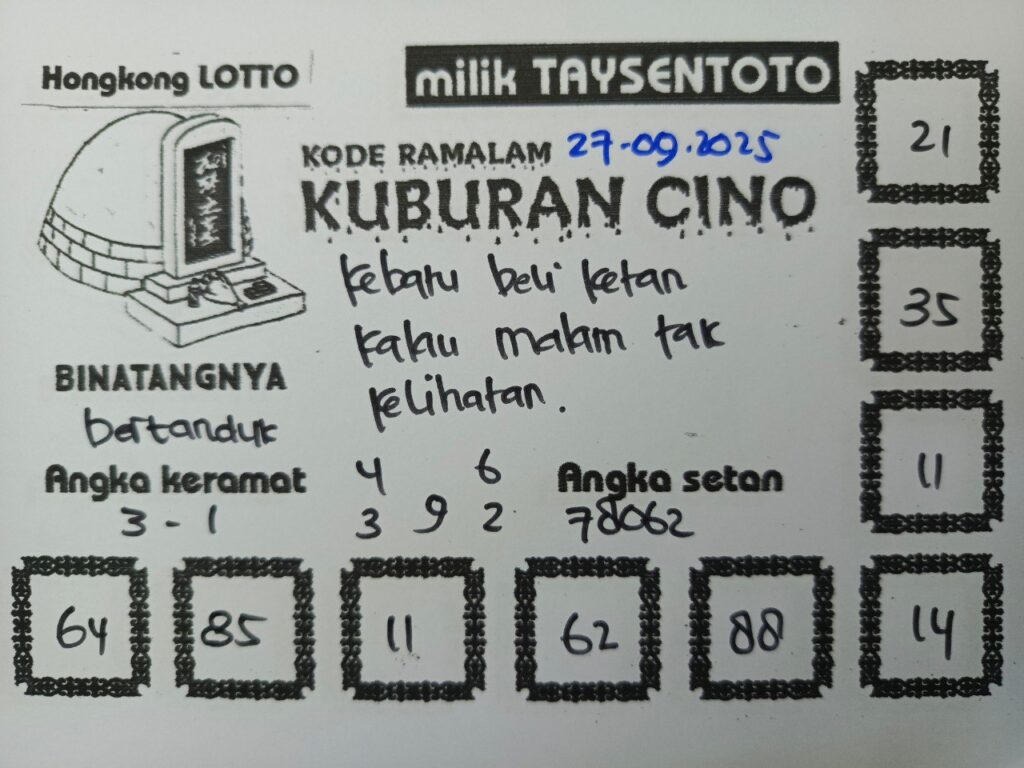 Hongkong LOTTO
milik TAYSENTOTO
KODE RAMALAM 27-09.2025
KUBURAN CINO
kebaru beli ketan
kalau malam tak
kelihatan.
BINATANGNYA
bertanduk
Angka keramat
3 - 1
4 6
3 9 2
Angka setan
78062
21
35
11
64 85 11 62 88 14